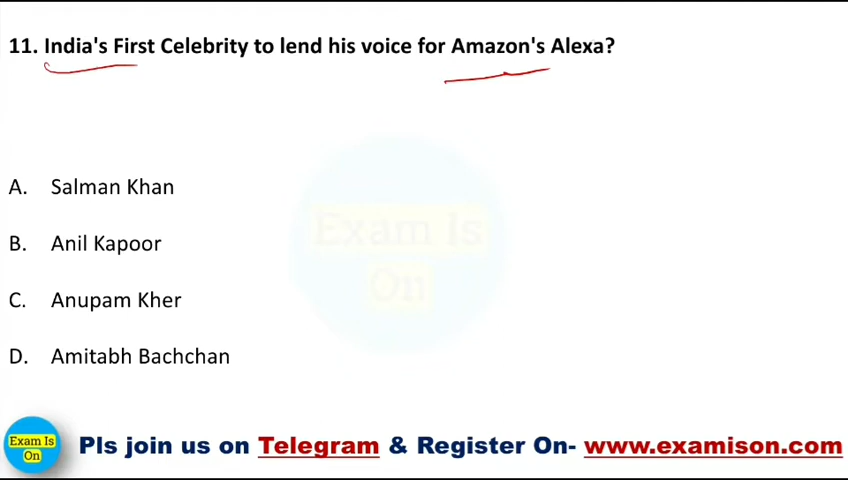 11. India's First Celebrity to lend his voice for Amazon's Alexa?
A. Salman Khan
B. Anil Kapoor
C. Anupam Kher
D. Amitabh Bachchan
Exam Is
On
Exam Is
On
Pls join us on Telegram & Register On- www.examison.com